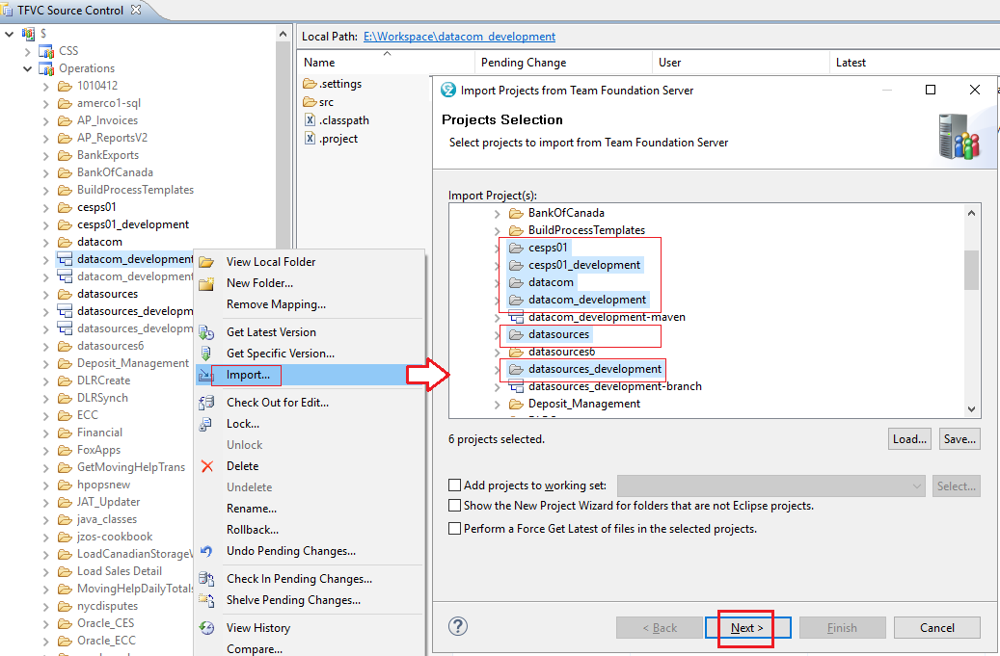 TFVC Source Control
$
CSS
Operations
1010412
amerco1-sql
AP_Invoices
AP_ReportsV2
BankExports
BankOfCanada
BuildProcessTemplates
cesps01
cesps01_development
datacom
datacom_development
datacom_development
datasources
datasources_developm
datasources_developm
datasources6
Deposit_Management
DLRCreate
DLRSynch
ECC
Financial
FoxApps
GetMovingHelpTrans
hpopsnew
JAT_Updater
java_classes
jzos-cookbook
LoadCanadianStorageW
Load Sales Detail
MovingHelpDailyTotals
nycdisputes
Oracle_CES
Oracle_ECC
Local Path: E:\Workspace\datacom_development
Name Pending Change User Latest
.settings
src
.classpath
.project
View Local Folder
New Folder...
Remove Mapping...
Get Latest Version
Get Specific Version...
Import...
Check Out for Edit...
Lock...
Unlock
Delete
Undelete
Rename...
Rollback...
Undo Pending Changes...
Check In Pending Changes...
Shelve Pending Changes...
View History
Compare...
Import Projects from Team Foundation Server
Projects Selection
Select projects to import from Team Foundation Server
Import Project(s):
BankOfCanada
BuildProcessTemplates
cesps01
cesps01_development
datacom
datacom_development
datacom_development-maven
datasources
datasources6
datasources_development
datasources_development-branch
Deposit_Management
6 projects selected.
Load... Save...
Add projects to working set: Select...
Show the New Project Wizard for folders that are not Eclipse projects.
Perform a Force Get Latest of files in the selected projects.
? < Back Next > Finish Cancel